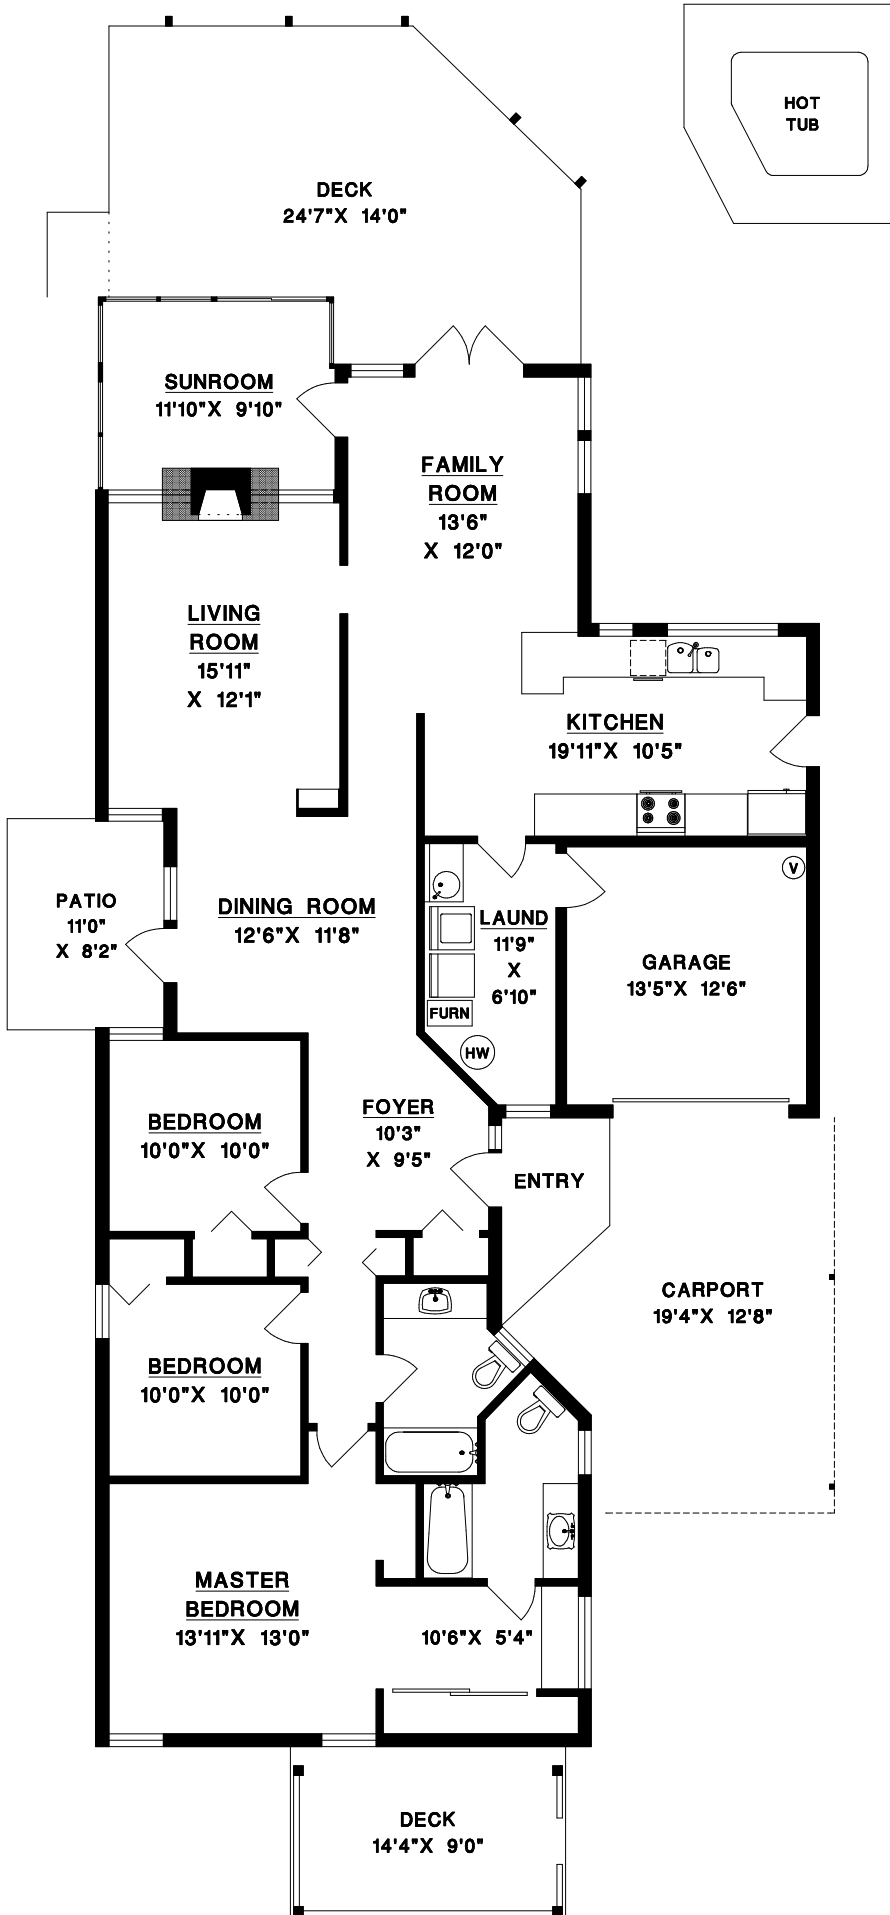 HOT
TUB
DECK
24'7"X 14'0"
SUNROOM
11'10"X 9'10"
FAMILY
ROOM
13'6"
X 12'0"
LIVING
ROOM
15'11"
X 12'1"
KITCHEN
19'11"X 10'5"
PATIO
11'0"
X 8'2"
DINING ROOM
12'6"X 11'8"
LAUND
11'9"
X
6'10"
FURN
HW
V
GARAGE
13'5"X 12'6"
BEDROOM
10'0"X 10'0"
FOYER
10'3"
X 9'5"
ENTRY
CARPORT
19'4"X 12'8"
BEDROOM
10'0"X 10'0"
MASTER
BEDROOM
13'11"X 13'0"
10'6"X 5'4"
DECK
14'4"X 9'0"